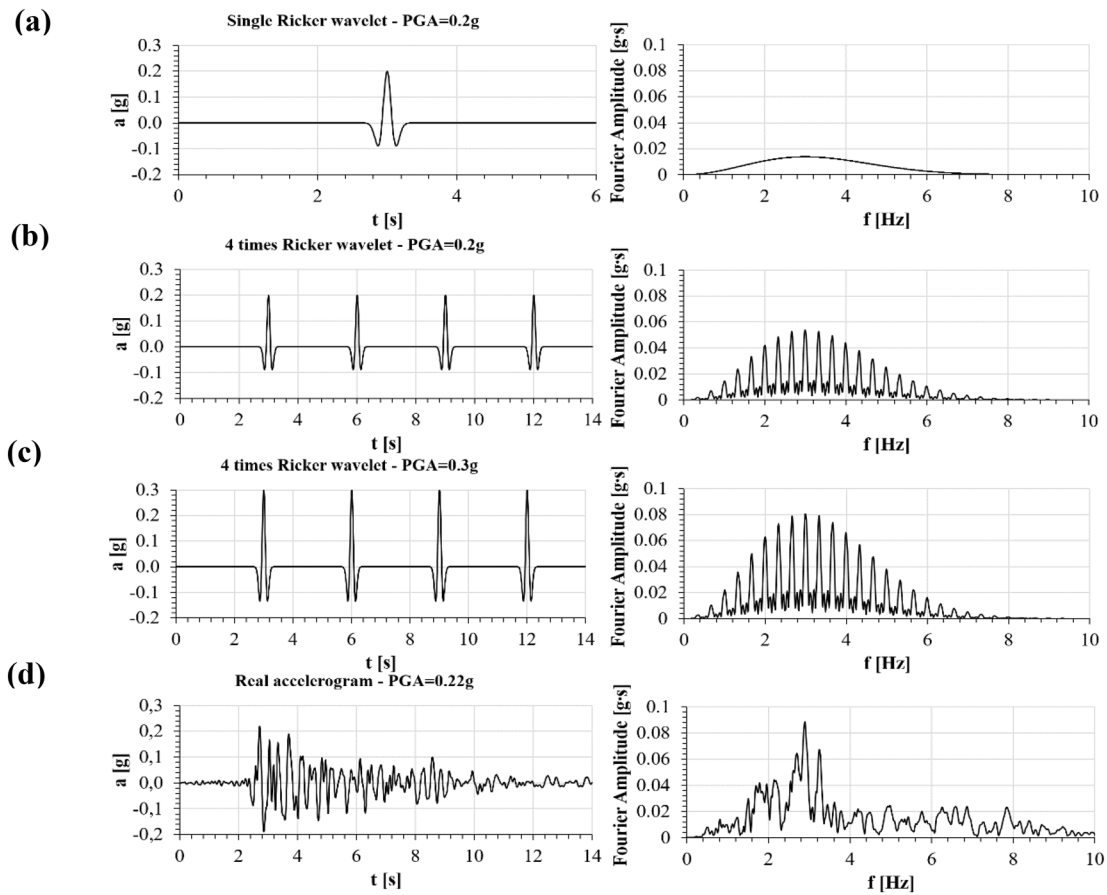 (a)
Single Ricker wavelet - PGA=0.2g
0.3
0.2
0.1
0.0
-0.1
-0.2
a [g]
0 2 4 6
t [s]
Fourier Amplitude [g·s]
0.1
0.08
0.06
0.04
0.02
0
0 2 4 6 8 10
f [Hz]
(b)
4 times Ricker wavelet - PGA=0.2g
0.3
0.2
0.1
0.0
-0.1
-0.2
a [g]
0 2 4 6 8 10 12 14
t [s]
Fourier Amplitude [g·s]
0.1
0.08
0.06
0.04
0.02
0
0 2 4 6 8 10
f [Hz]
(c)
4 times Ricker wavelet - PGA=0.3g
0.3
0.2
0.1
0.0
-0.1
-0.2
a [g]
0 2 4 6 8 10 12 14
t [s]
Fourier Amplitude [g·s]
0.1
0.08
0.06
0.04
0.02
0
0 2 4 6 8 10
f [Hz]
(d)
Real accelerogram - PGA=0.22g
0,3
0,2
0,1
0,0
-0,1
-0,2
a [g]
0 2 4 6 8 10 12 14
t [s]
Fourier Amplitude [g·s]
0.1
0.08
0.06
0.04
0.02
0
0 2 4 6 8 10
f [Hz]